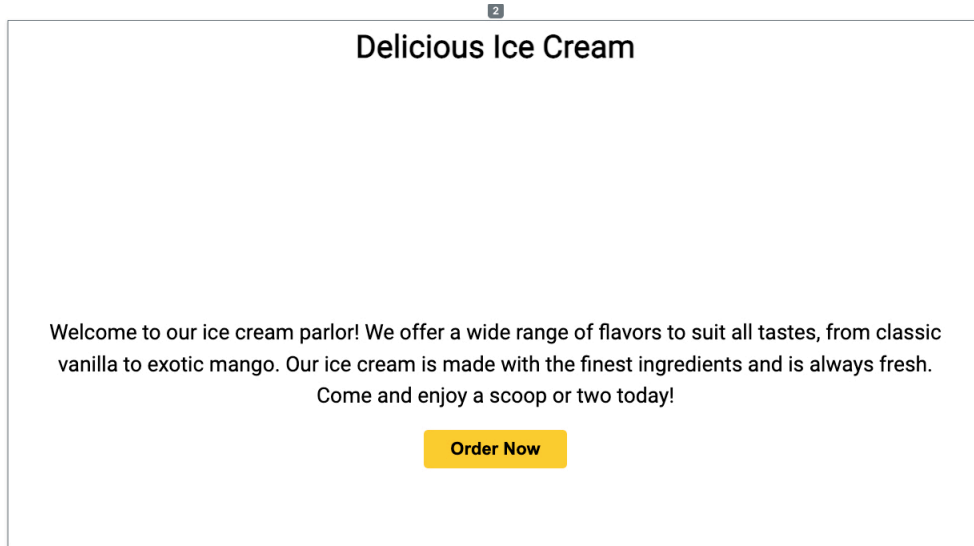 2
Delicious Ice Cream
Welcome to our ice cream parlor! We offer a wide range of flavors to suit all tastes, from classic
vanilla to exotic mango. Our ice cream is made with the finest ingredients and is always fresh.
Come and enjoy a scoop or two today!
Order Now